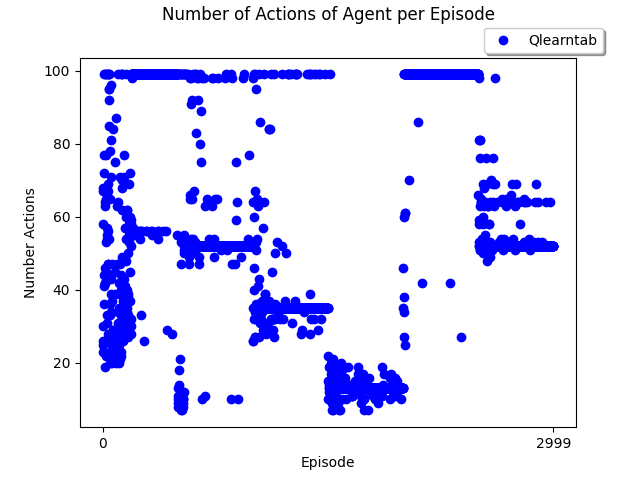 Number of Actions of Agent per Episode
Qlearntab
100
80
60
40
20
Number Actions
0
2999
Episode